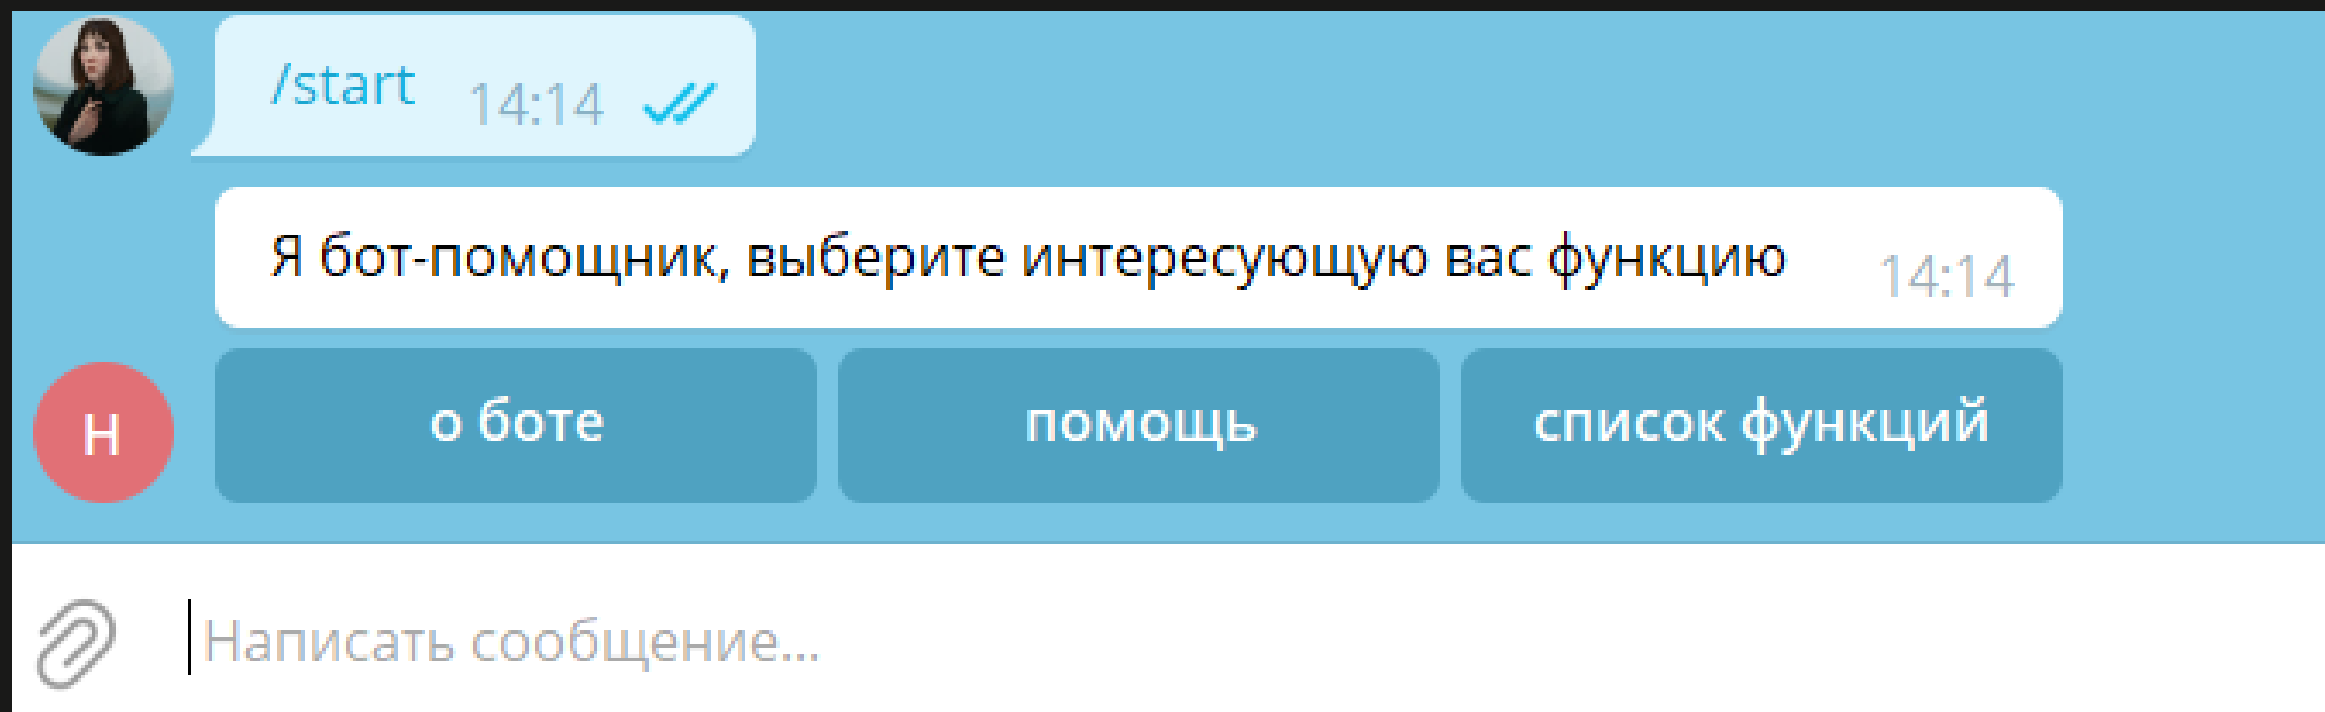 /start 14:14
Я бот-помощник, выберите интересующую вас функцию 14:14
Н
о боте
помощь
список функций
Написать сообщение...